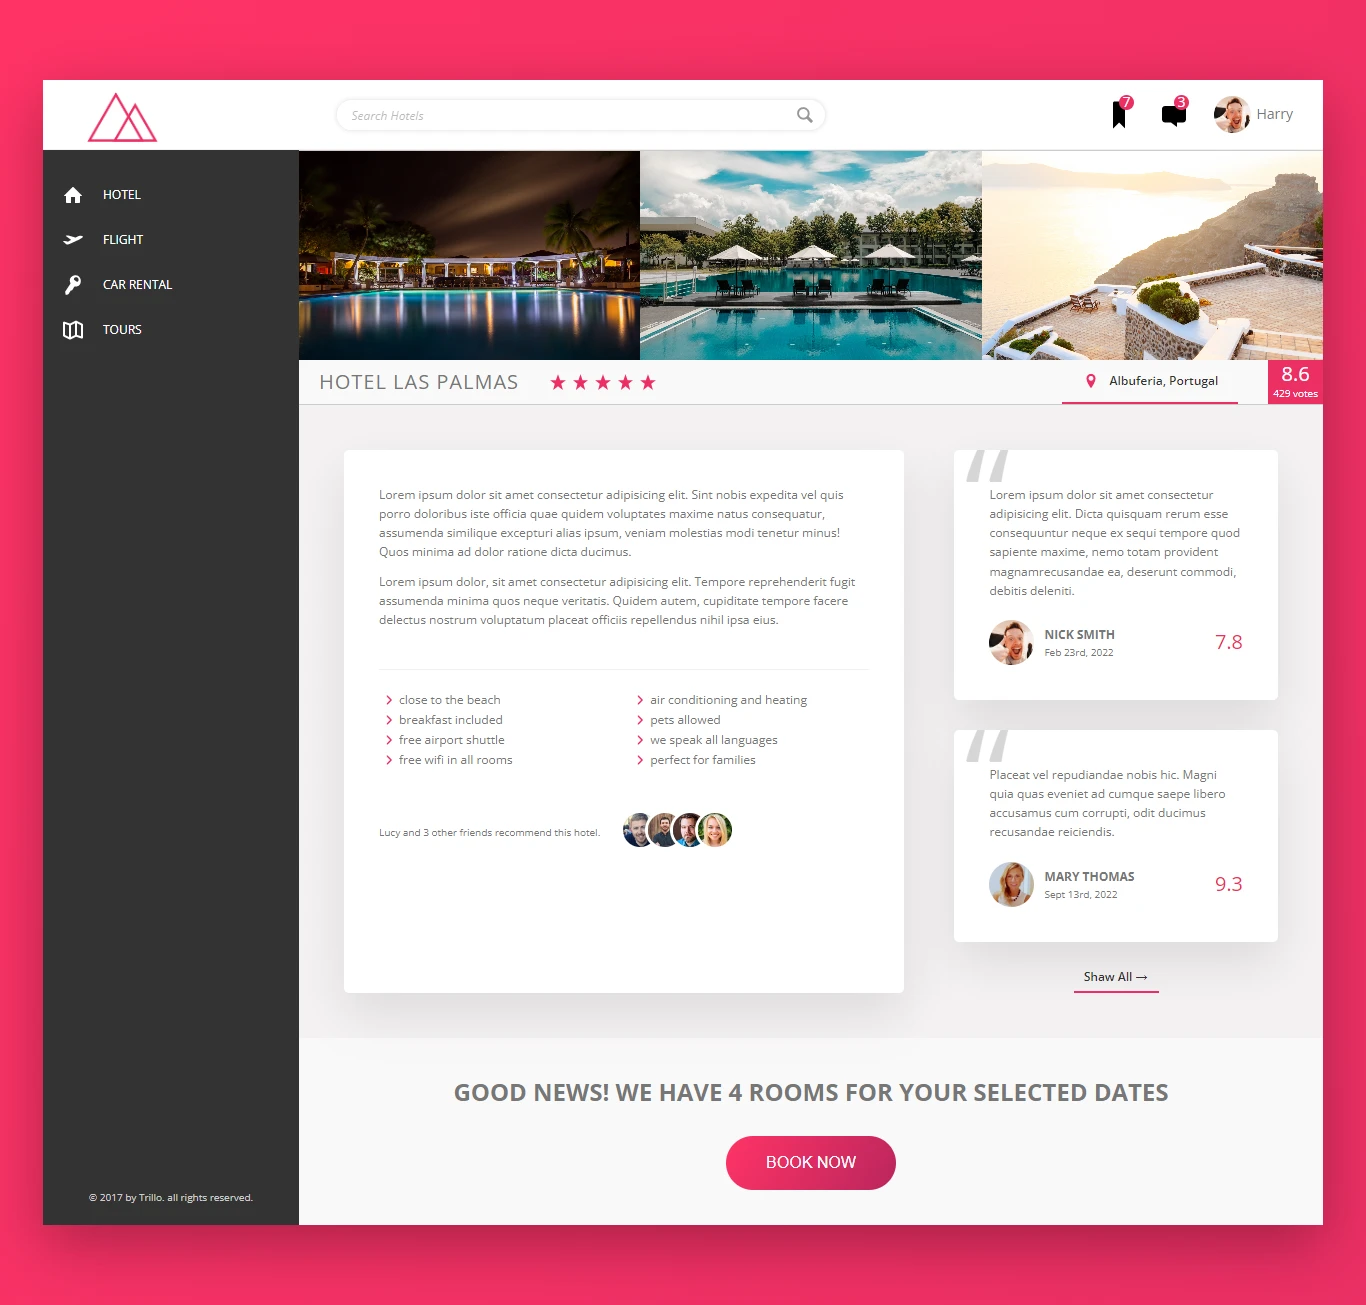 Search Hotels
7
3
Harry
HOTEL
FLIGHT
CAR RENTAL
TOURS
HOTEL LAS PALMAS
Albuferia, Portugal
8.6
429 votes
Lorem ipsum dolor sit amet consectetur adipisicing elit. Sint nobis expedita vel quis
porro doloribus iste officia quae quidem voluptates maxime natus consequatur,
assumenda similique excepturi alias ipsum, veniam molestias modi tenetur minus!
Quos minima ad dolor ratione dicta ducimus.
Lorem ipsum dolor, sit amet consectetur adipisicing elit. Tempore reprehenderit fugit
assumenda minima quos neque veritatis. Quidem autem, cupiditate tempore facere
delectus nostrum voluptatum placeat officiis repellendus nihil ipsa eius.
close to the beach
breakfast included
free airport shuttle
free wifi in all rooms
air conditioning and heating
pets allowed
we speak all languages
perfect for families
Lucy and 3 other friends recommend this hotel.
Lorem ipsum dolor sit amet consectetur
adipisicing elit. Dicta quisquam rerum esse
consequuntur neque ex sequi tempore quod
sapiente maxime, nemo totam provident
magnamrecusandae ea, deserunt commodi,
debitis deleniti.
NICK SMITH
Feb 23rd, 2022
7.8
Placeat vel repudiandae nobis hic. Magni
quia quas eveniet ad cumque saepe libero
accusamus cum corrupti, odit ducimus
recusandae reiciendis.
MARY THOMAS
Sept 13rd, 2022
9.3
Shaw All →
GOOD NEWS! WE HAVE 4 ROOMS FOR YOUR SELECTED DATES
BOOK NOW
© 2017 by Trillo. all rights reserved.